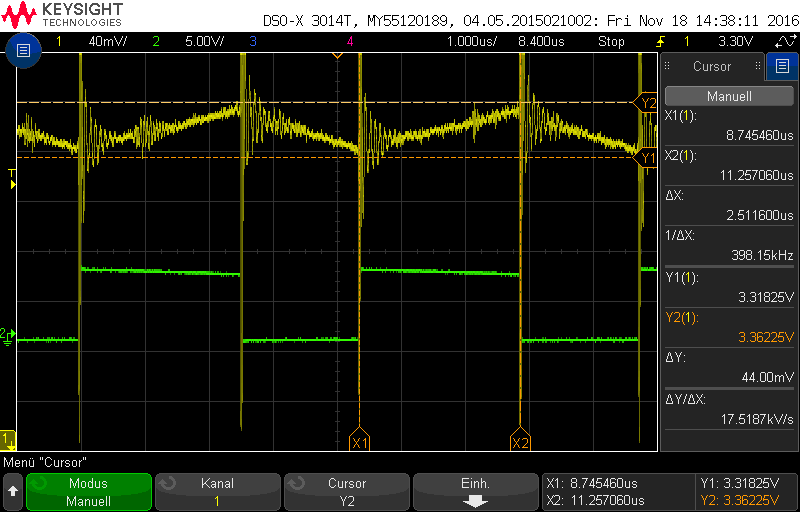 KEYSIGHT
TECHNOLOGIES
DSO-X 3014T, MY55120189, 04.05.2015021002: Fri Nov 18 14:38:11 2016
1 40mV/ 2 5.00V/ 3 4 1.000us/ 8.400us Stop 1 3.30V
Cursor
Manuell
X1(1):
8.745460us
X2(1):
11.257060us
ΔX:
2.511600us
1/ΔX:
398.15kHz
Y1(1):
3.31825V
Y2(1):
3.36225V
ΔY:
44.00mV
ΔY/ΔX:
17.5187kV/s
Y2
Y1
T
2
1
X1
X2
Menü "Cursor"
Modus
Manuell
Kanal
1
Cursor
Y2
Einh.
X1: 8.745460us
X2: 11.257060us
Y1: 3.31825V
Y2: 3.36225V